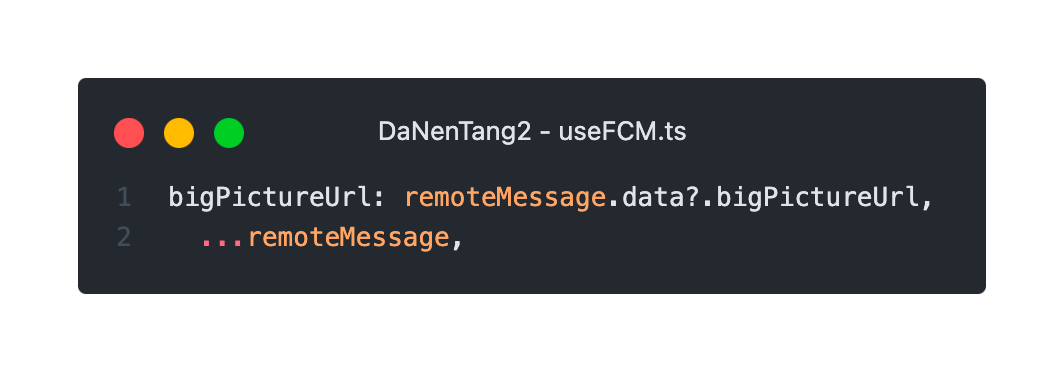 DaNenTang2 - useFCM.ts
1 bigPictureUrl: remoteMessage.data?.bigPictureUrl,
2 ...remoteMessage,